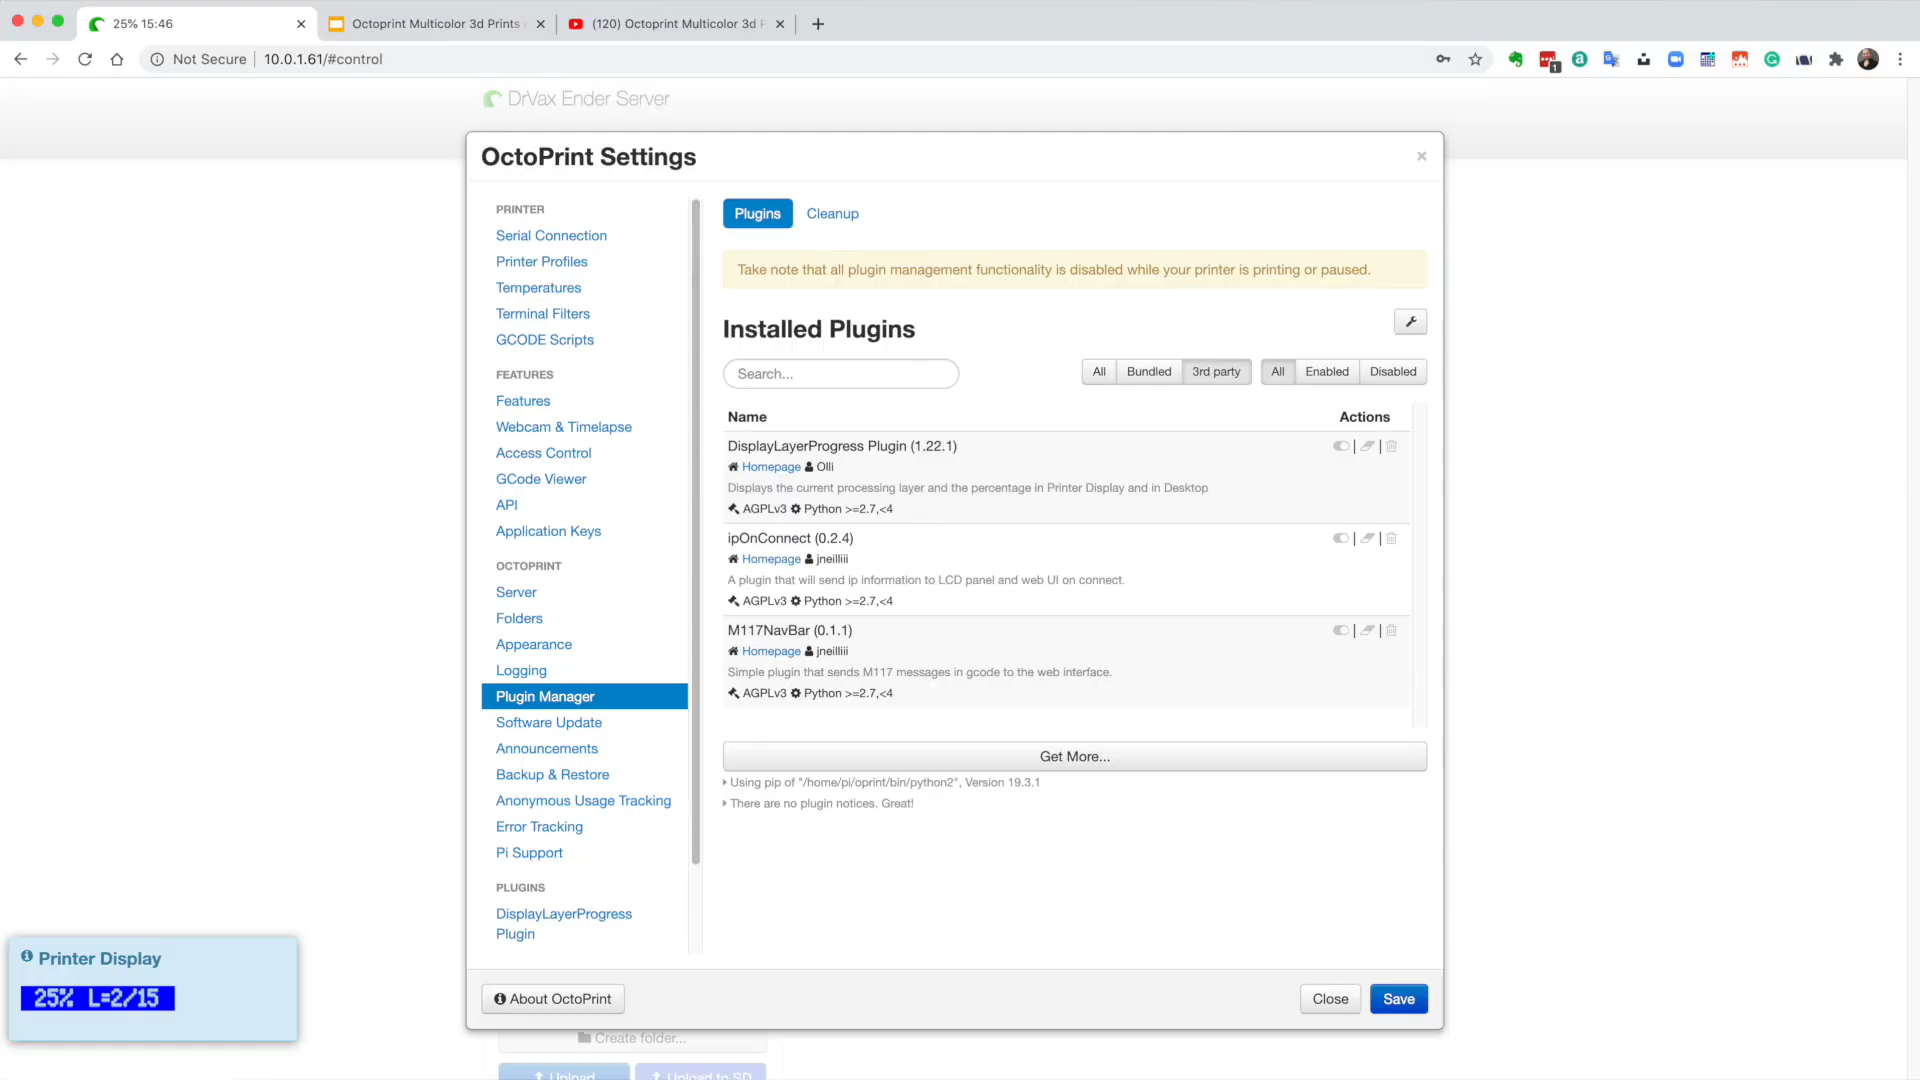 25% 15:46
Octoprint Multicolor 3d Prints
(120) Octoprint Multicolor 3d P
Not Secure
10.0.1.61/#control
1
DrVax Ender Server
OctoPrint Settings
×
PRINTER
Serial Connection
Printer Profiles
Temperatures
Terminal Filters
GCODE Scripts
FEATURES
Features
Webcam & Timelapse
Access Control
GCode Viewer
API
Application Keys
OCTOPRINT
Server
Folders
Appearance
Logging
Plugin Manager
Software Update
Announcements
Backup & Restore
Anonymous Usage Tracking
Error Tracking
Pi Support
PLUGINS
DisplayLayerProgress
Plugin
Plugins Cleanup
Take note that all plugin management functionality is disabled while your printer is printing or paused.
Installed Plugins
Search...
All Bundled 3rd party All Enabled Disabled
Name Actions
DisplayLayerProgress Plugin (1.22.1)
Homepage Olli
Displays the current processing layer and the percentage in Printer Display and in Desktop
AGPLv3 Python >=2.7,<4
ipOnConnect (0.2.4)
Homepage jneilliii
A plugin that will send ip information to LCD panel and web UI on connect.
AGPLv3 Python >=2.7,<4
M117NavBar (0.1.1)
Homepage jneilliii
Simple plugin that sends M117 messages in gcode to the web interface.
AGPLv3 Python >=2.7,<4
Get More...
Using pip of "/home/pi/oprint/bin/python2", Version 19.3.1
There are no plugin notices. Great!
About OctoPrint
Close
Save
Printer Display
25% L=2/15
Create folder...
Upload
Upload to SD